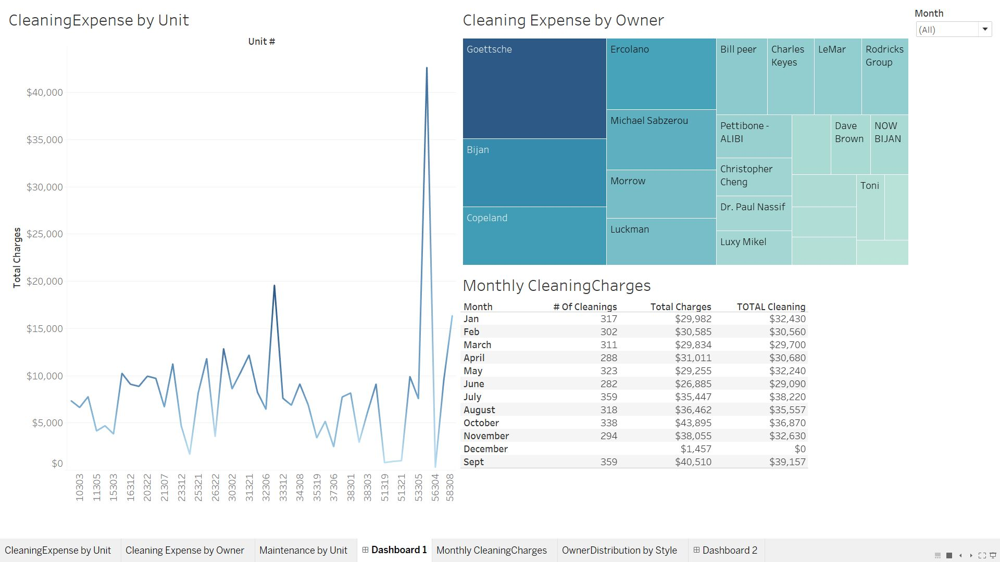 CleaningExpense by Unit
Unit #
Total Charges
$40,000
$35,000
$30,000
$25,000
$20,000
$15,000
$10,000
$5,000
$0
10303
11305
15303
16312
20322
21307
23312
25321
26322
30302
31321
32306
33312
34308
35319
37306
38301
38303
51319
51321
53305
56304
58308
Cleaning Expense by Owner
Goettsche
Bijan
Copeland
Ercolano
Michael Sabzerou
Morrow
Luckman
Bill peer
Charles
Keyes
LeMar
Rodricks
Group
Pettibone -
ALIBI
Christopher
Cheng
Dr. Paul Nassif
Luxy Mikel
Dave
Brown
NOW
BIJAN
Toni
Month
(All)
Monthly CleaningCharges
Month # Of Cleanings Total Charges TOTAL Cleaning
Jan 317 $29,982 $32,430
Feb 302 $30,585 $30,560
March 311 $29,834 $29,700
April 288 $31,011 $30,680
May 323 $29,255 $32,240
June 282 $26,885 $29,090
July 359 $35,447 $38,220
August 318 $36,462 $35,557
October 338 $43,895 $36,870
November 294 $38,055 $32,630
December $1,457 $0
Sept 359 $40,510 $39,157
CleaningExpense by Unit
Cleaning Expense by Owner
Maintenance by Unit
Dashboard 1
Monthly CleaningCharges
OwnerDistribution by Style
Dashboard 2